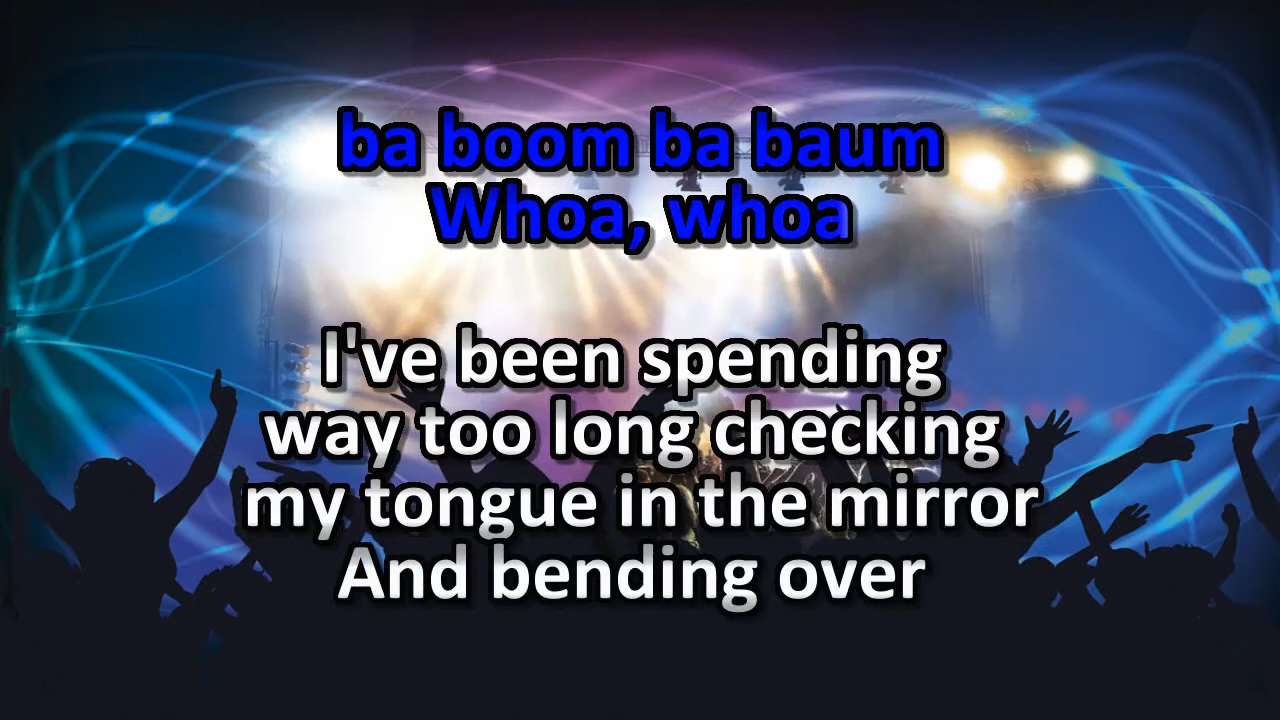 ba boom ba baum
Whoa, whoa
I've been spending
way too long checking
my tongue in the mirror
And bending over